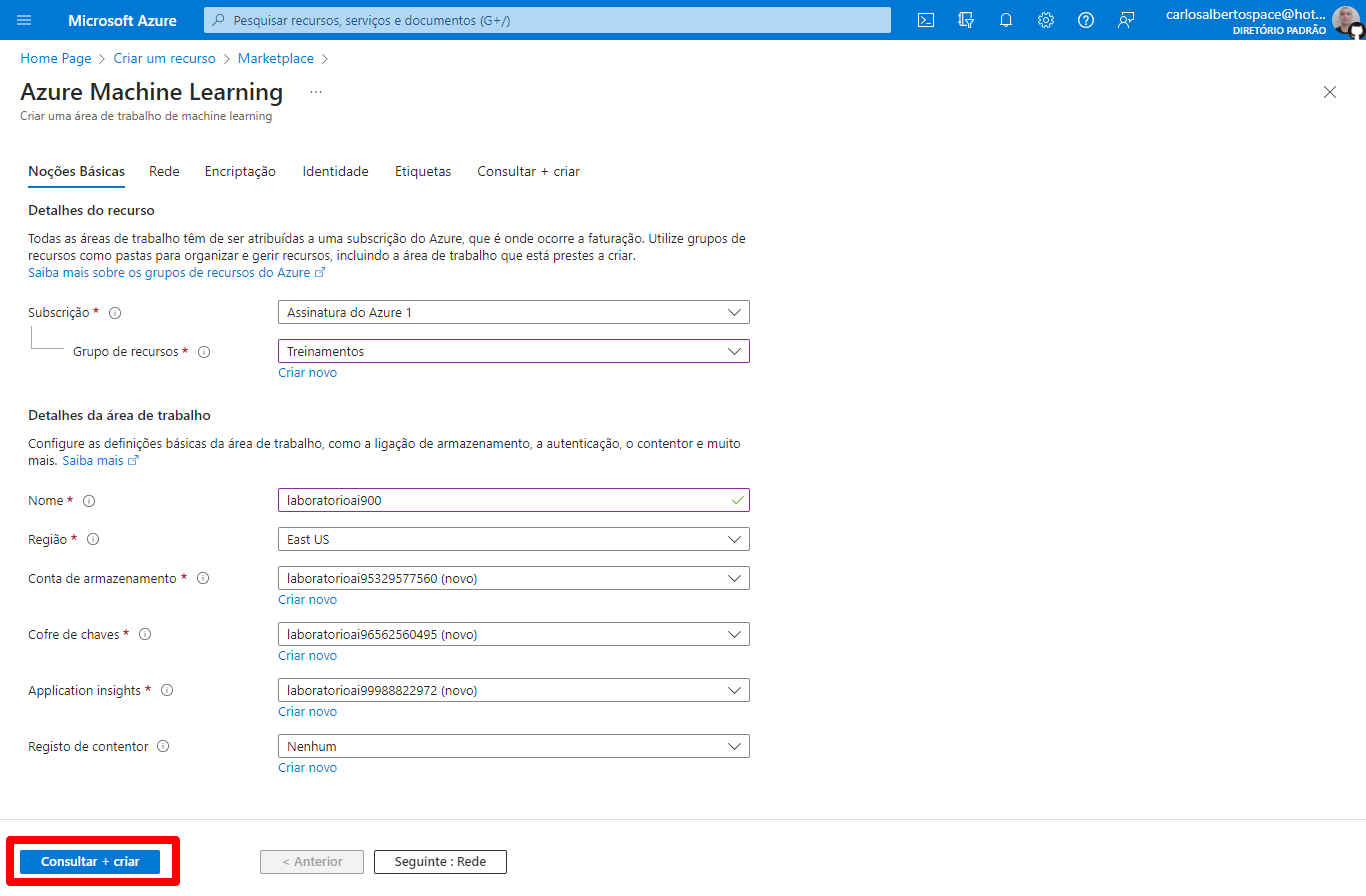 Microsoft Azure
Pesquisar recursos, serviços e documentos (G+/)
carlosalbertospace@hot...
DIRETÓRIO PADRÃO
Home Page > Criar um recurso > Marketplace >
Azure Machine Learning ...
Criar uma área de trabalho de machine learning
Noções Básicas Rede Encriptação Identidade Etiquetas Consultar + criar
Detalhes do recurso
Todas as áreas de trabalho têm de ser atribuídas a uma subscrição do Azure, que é onde ocorre a faturação. Utilize grupos de
recursos como pastas para organizar e gerir recursos, incluindo a área de trabalho que está prestes a criar.
Saiba mais sobre os grupos de recursos do Azure
Subscrição * Assinatura do Azure 1
Grupo de recursos * Treinamentos
Criar novo
Detalhes da área de trabalho
Configure as definições básicas da área de trabalho, como a ligação de armazenamento, a autenticação, o contentor e muito
mais. Saiba mais
Nome * laboratorioai900
Região * East US
Conta de armazenamento * laboratorioai95329577560 (novo)
Criar novo
Cofre de chaves * laboratorioai96562560495 (novo)
Criar novo
Application insights * laboratorioai99988822972 (novo)
Criar novo
Registo de contentor Nenhum
Criar novo
Consultar + criar < Anterior Seguinte : Rede